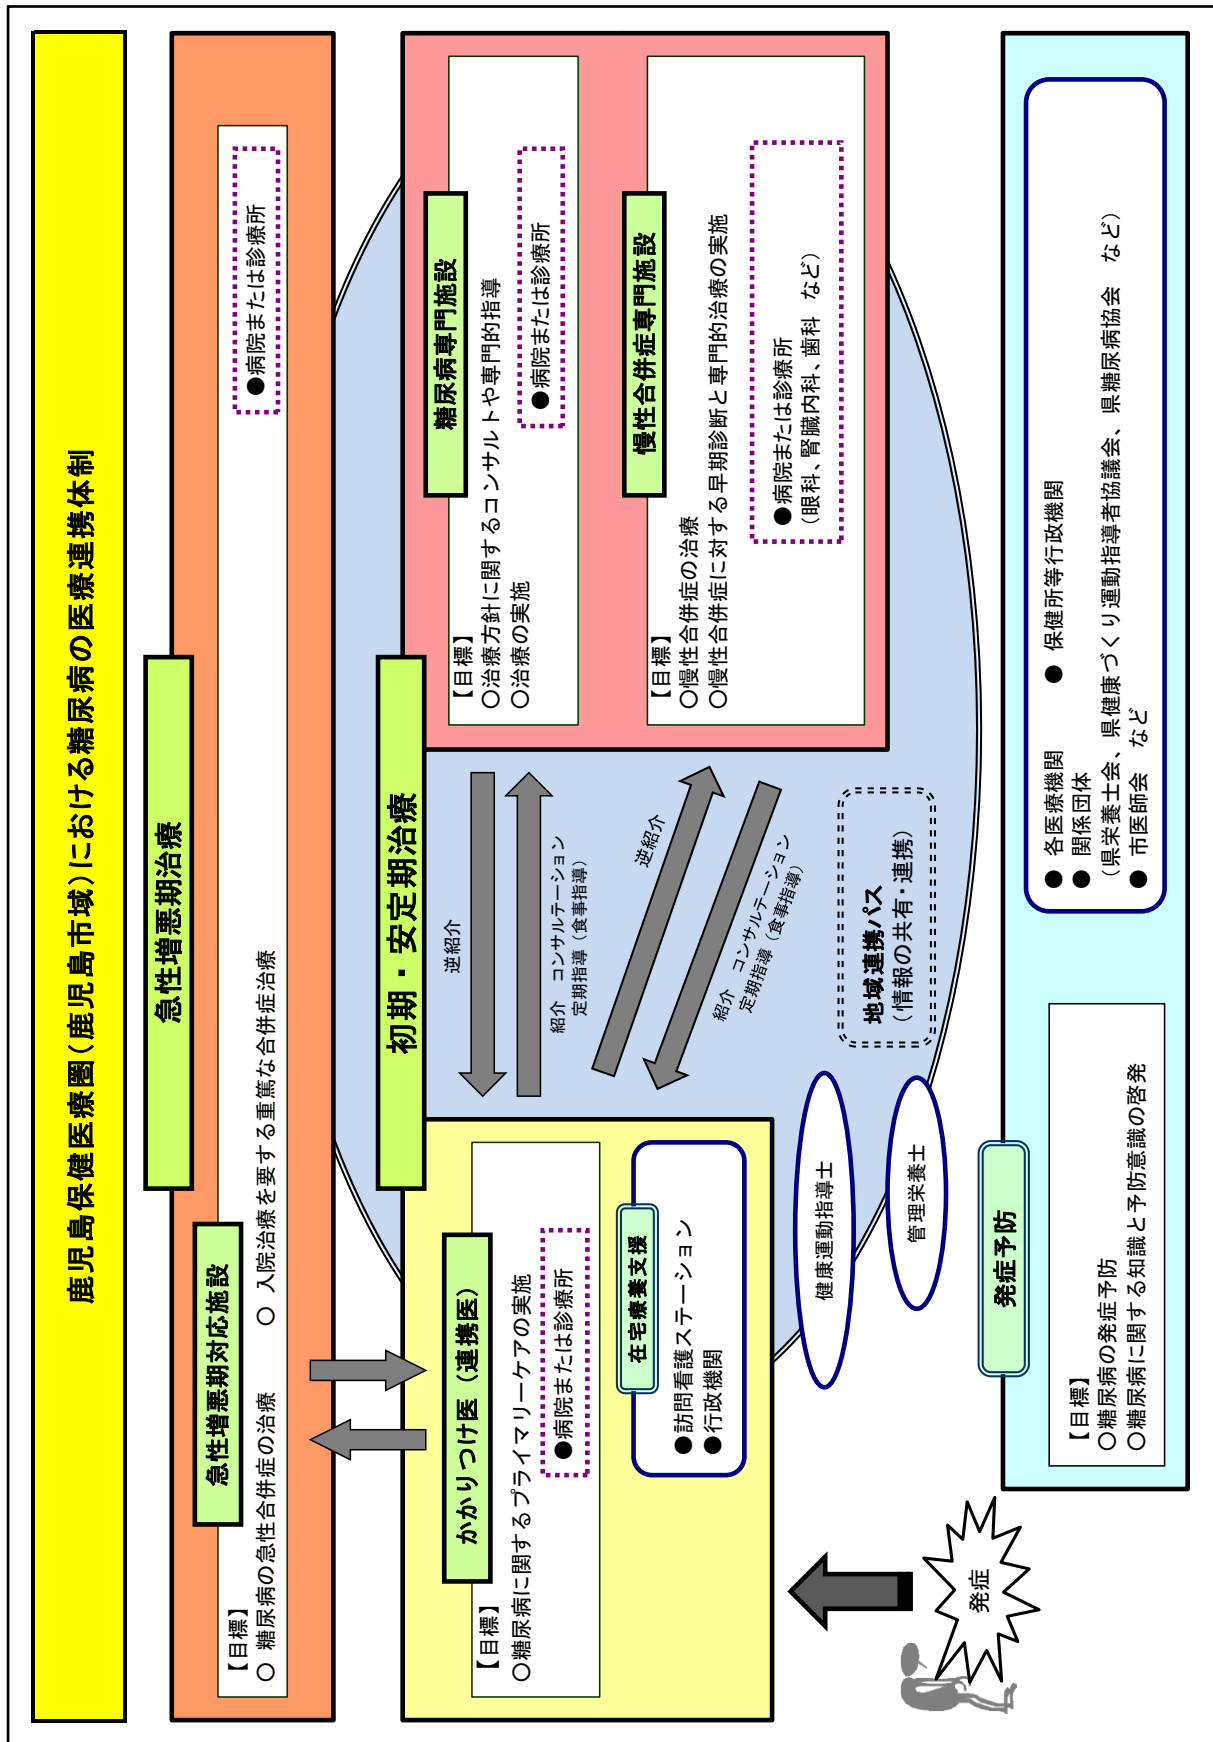 鹿児島保健医療圏（鹿児島市域）における糖尿病の医療連携体制
急性増悪期治療
急性増悪期対応施設
【目標】
○ 糖尿病の急性合併症の治療　　○ 入院治療を要する重篤な合併症治療
●病院または診療所
初期・安定期治療
かかりつけ医（連携医）
【目標】
○糖尿病に関するプライマリーケアの実施
●病院または診療所
在宅療養支援
●訪問看護ステーション
●行政機関
逆紹介
紹介　コンサルテーション
定期指導（食事指導）
逆紹介
紹介　コンサルテーション
定期指導（食事指導）
糖尿病専門施設
【目標】
○治療方針に関するコンサルトや専門的指導
○治療の実施
●病院または診療所
慢性合併症専門施設
【目標】
○慢性合併症の治療
○慢性合併症に対する早期診断と専門的治療の実施
●病院または診療所
（眼科、腎臓内科、歯科　など）
地域連携パス
（情報の共有・連携）
健康運動指導士
管理栄養士
発症
発症予防
【目標】
○糖尿病の発症予防
○糖尿病に関する知識と予防意識の啓発
● 各医療機関　　● 保健所等行政機関
● 関係団体
（県栄養士会、県健康づくり運動指導者協議会、県糖尿病協会　など）
● 市医師会　など